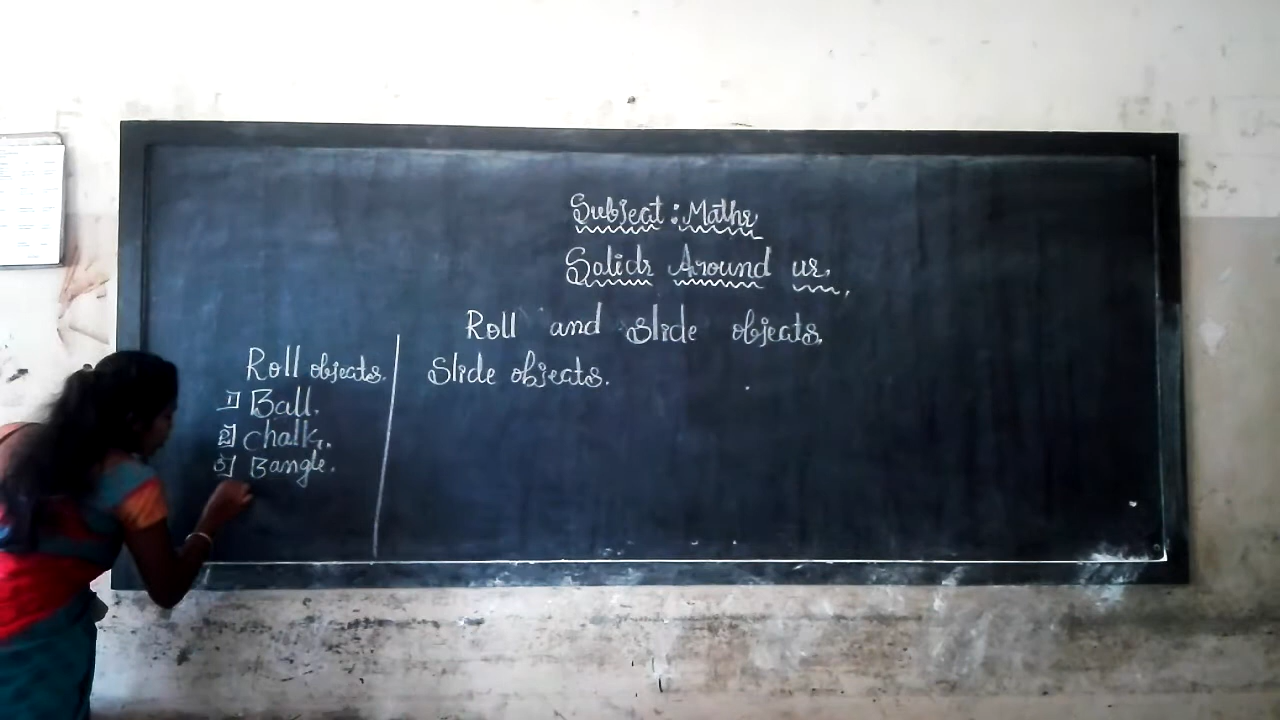 Subject : Maths
Solids Around us.
Roll and Slide objects.
Roll objects.
1) Ball.
2) chalk.
3) Bangle.
Slide objects.